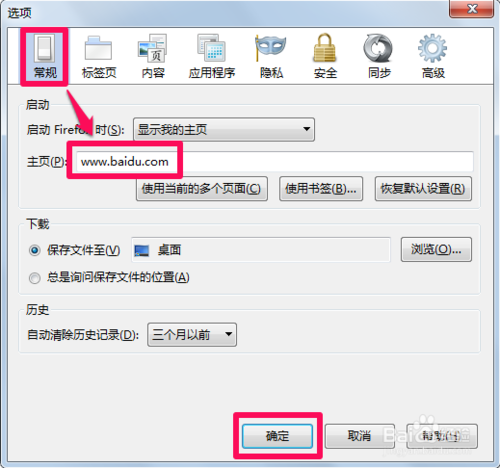 选项
常规 标签页 内容 应用程序 隐私 安全 同步 高级
启动
启动 Firefox 时(S): 显示我的主页
主页(P): www.baidu.com
使用当前的多个页面(C) 使用书签(B)... 恢复默认设置(R)
下载
保存文件至(V) 桌面 浏览(O)...
总是询问保存文件的位置(A)
历史
自动清除历史记录(D): 三个月以前
确定 取消 帮助(H)
Baidu 经验